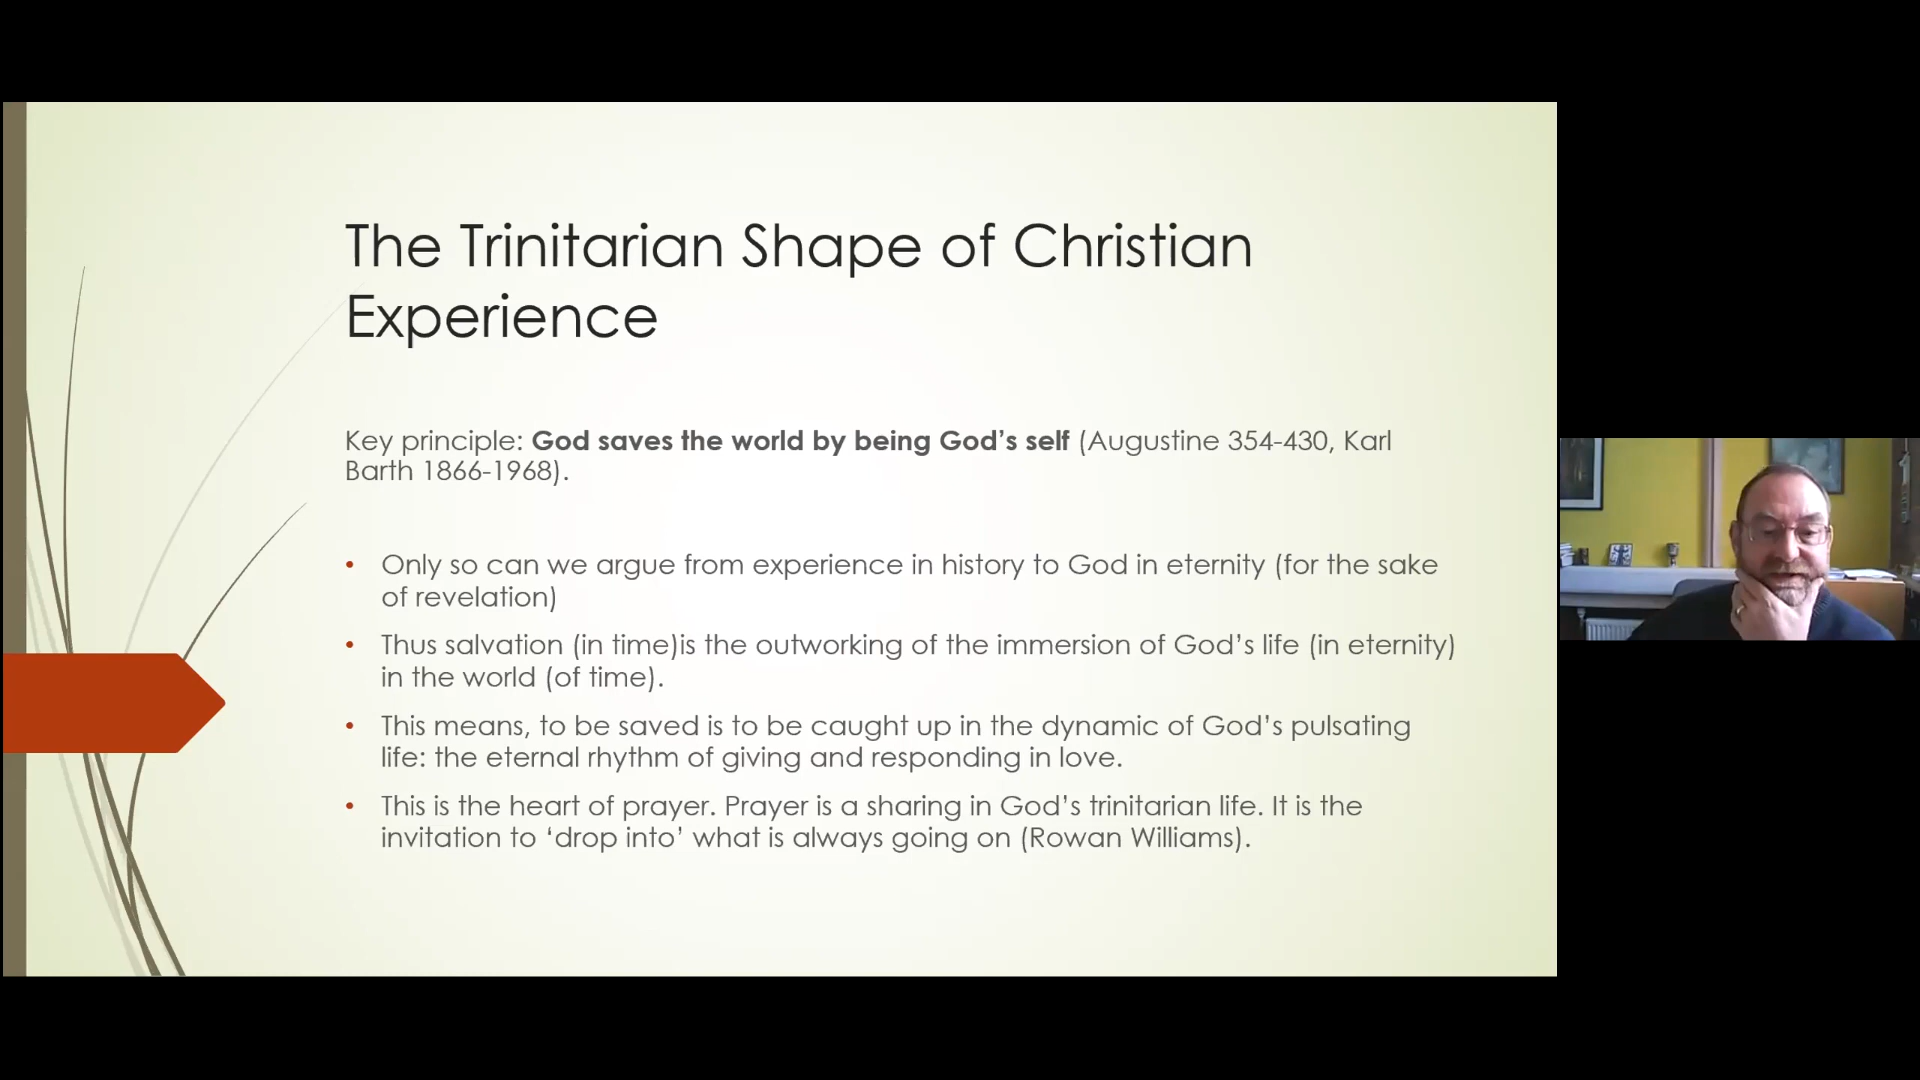 The Trinitarian Shape of Christian
Experience
Key principle: God saves the world by being God’s self (Augustine 354-430, Karl
Barth 1866-1968).
• Only so can we argue from experience in history to God in eternity (for the sake
of revelation)
• Thus salvation (in time)is the outworking of the immersion of God’s life (in eternity)
in the world (of time).
• This means, to be saved is to be caught up in the dynamic of God’s pulsating
life: the eternal rhythm of giving and responding in love.
• This is the heart of prayer. Prayer is a sharing in God’s trinitarian life. It is the
invitation to ‘drop into’ what is always going on (Rowan Williams).